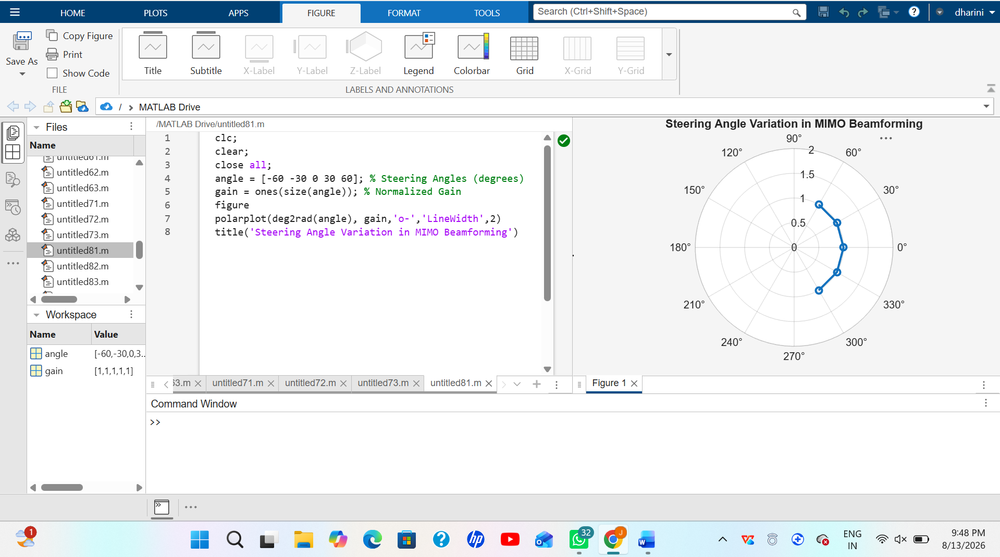 HOME PLOTS APPS FIGURE FORMAT TOOLS Search (Ctrl+Shift+Space) dharini
Save As
Copy Figure
Print
Show Code
FILE
Title Subtitle X-Label Y-Label Z-Label Legend Colorbar Grid X-Grid Y-Grid
LABELS AND ANNOTATIONS
/ > MATLAB Drive
Files
Name
untitled61.m
untitled62.m
untitled63.m
untitled71.m
untitled72.m
untitled73.m
untitled81.m
untitled82.m
untitled83.m
Workspace
Name Value
angle [-60,-30,0,3..
gain [1,1,1,1,1]
/MATLAB Drive/untitled81.m
1 clc;
2 clear;
3 close all;
4 angle = [-60 -30 0 30 60]; % Steering Angles (degrees)
5 gain = ones(size(angle)); % Normalized Gain
6 figure
7 polarplot(deg2rad(angle), gain,'o-','LineWidth',2)
8 title('Steering Angle Variation in MIMO Beamforming')
63.m untitled71.m untitled72.m untitled73.m untitled81.m
Steering Angle Variation in MIMO Beamforming
90°
120° 2 60°
1.5
150° 30°
1
0.5
180° 0 0°
210° 330°
240° 300°
270°
Figure 1
Command Window
>>
1
32
J
ENG
IN
9:48 PM
8/13/2026